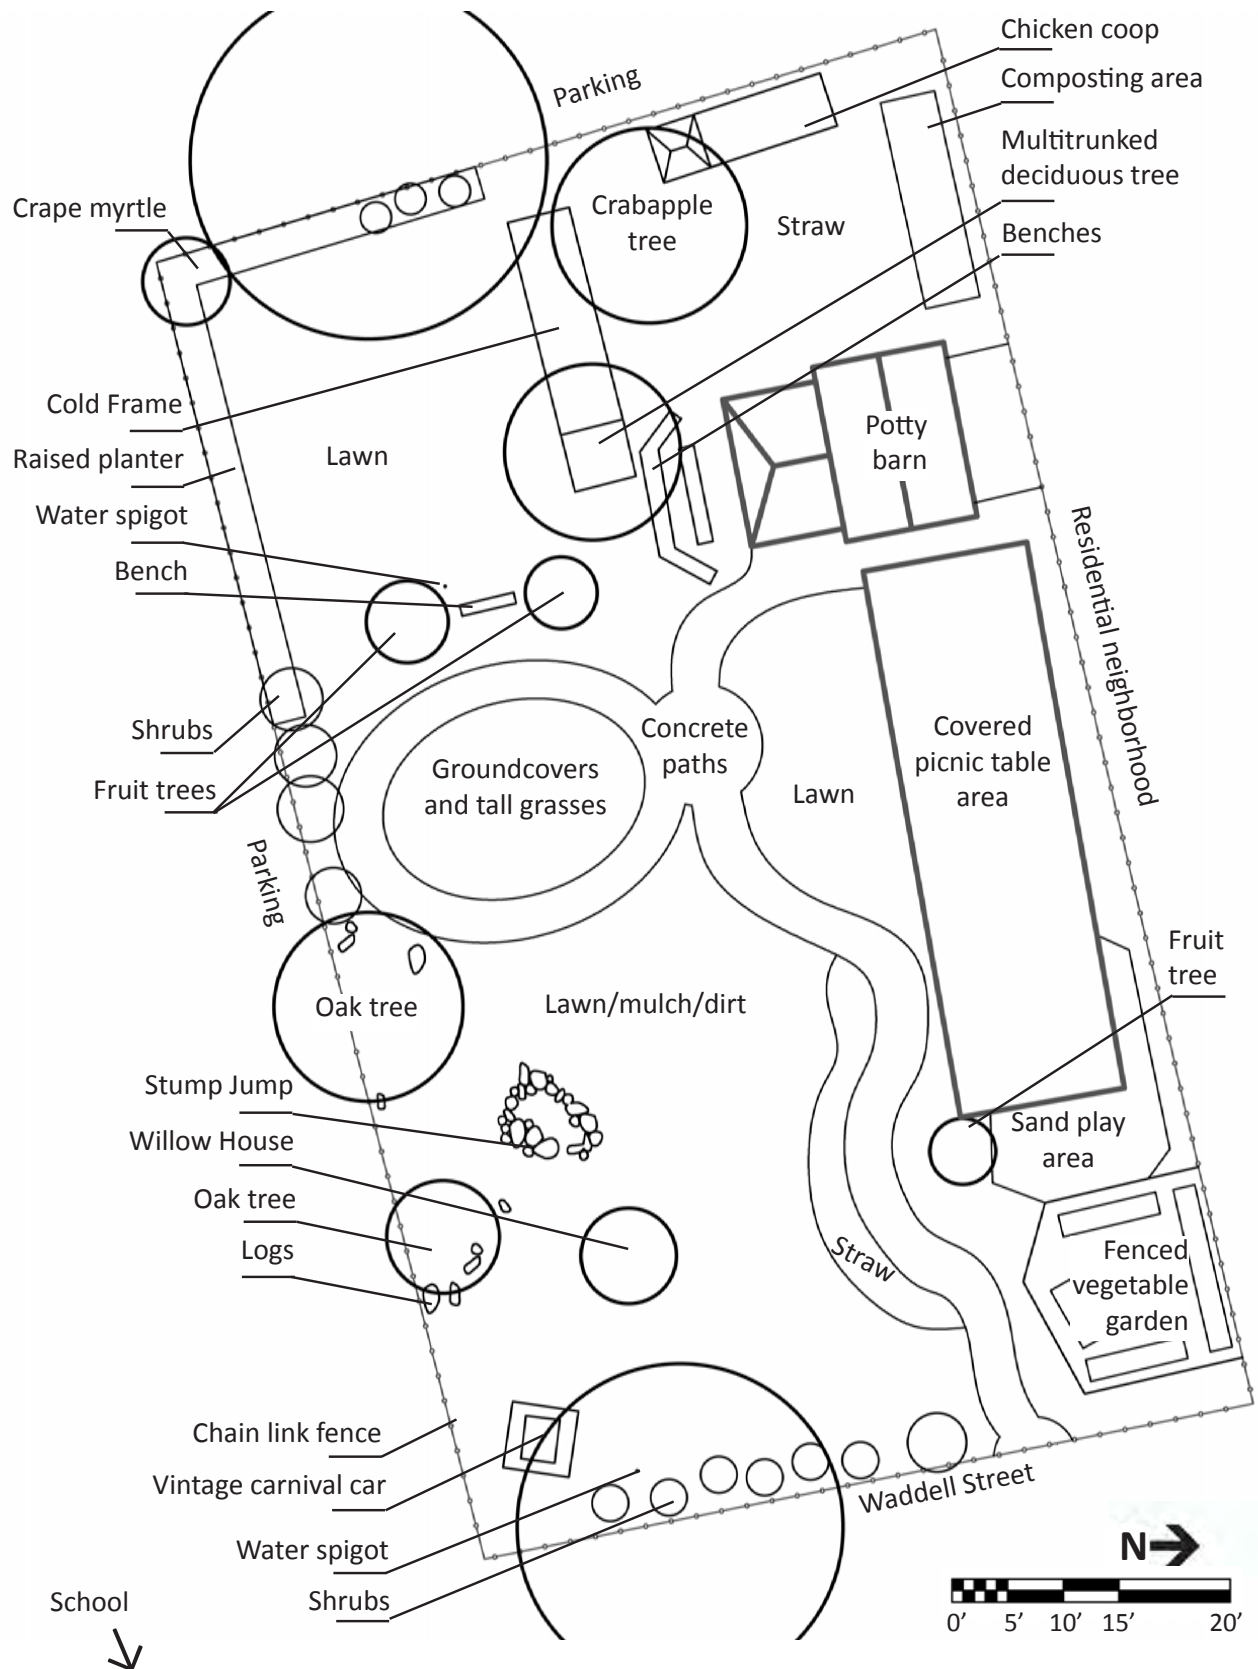 Chicken coop
Parking
Composting area
Multitrunked
deciduous tree
Crape myrtle
Crabapple
tree
Straw
Benches
Cold Frame
Raised planter
Lawn
Potty
barn
Water spigot
Bench
Residential neighborhood
Shrubs
Concrete
paths
Covered
picnic table
area
Groundcovers
and tall grasses
Fruit trees
Lawn
Parking
Fruit
tree
Oak tree
Lawn/mulch/dirt
Stump Jump
Sand play
area
Willow House
Oak tree
Logs
Straw
Fenced
vegetable
garden
Chain link fence
Vintage carnival car
Waddell Street
Water spigot
N
Shrubs
School
0’ 5’ 10’ 15’ 20’